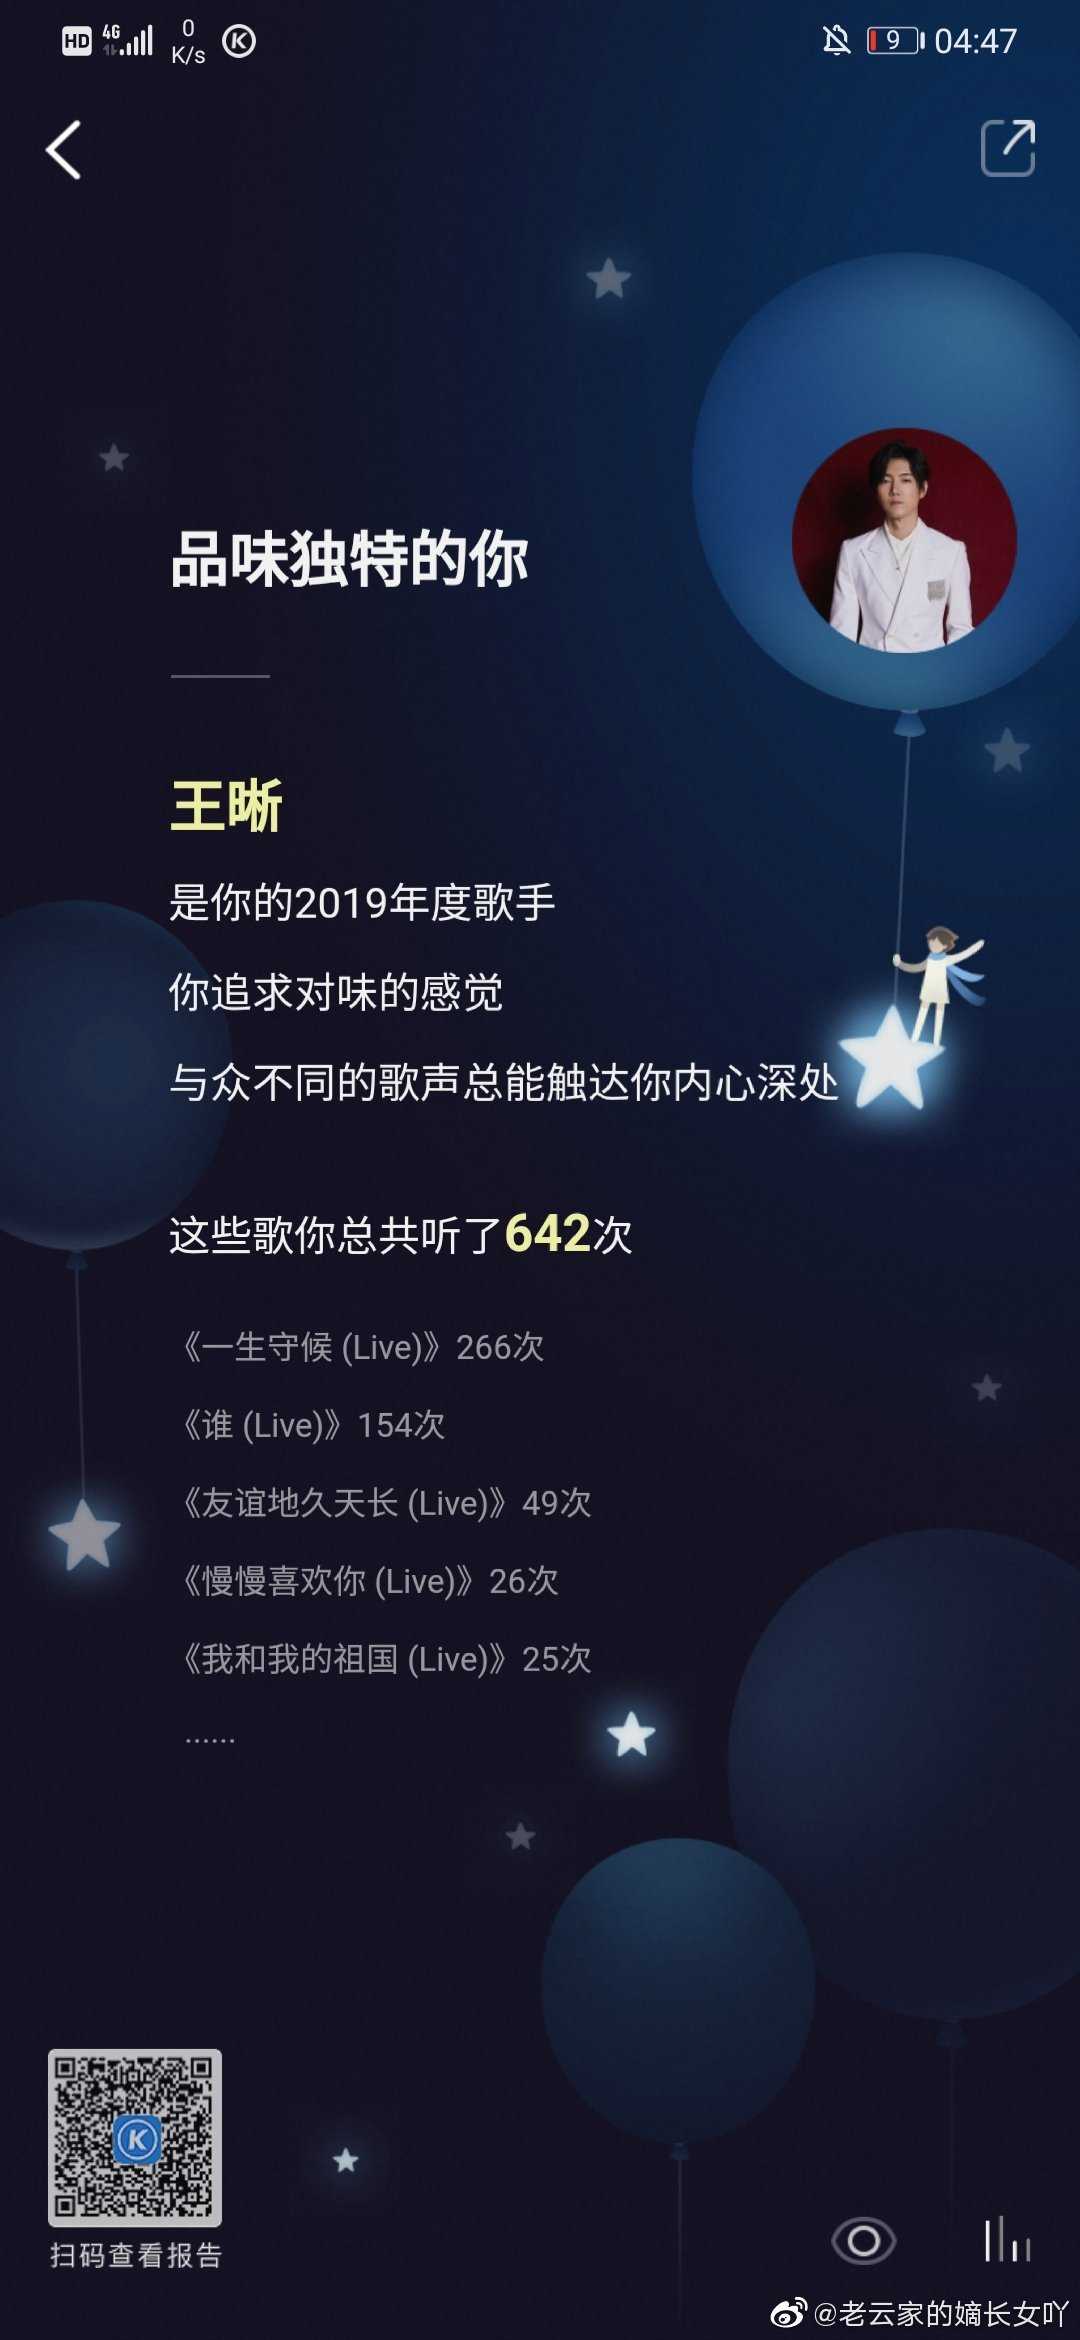 HD 4G 0 K/s K 9 04:47
品味独特的你
王晰
是你的2019年度歌手
你追求对味的感觉
与众不同的歌声总能触达你内心深处
这些歌你总共听了642次
《一生守候 (Live)》266次
《谁 (Live)》154次
《友谊地久天长 (Live)》49次
《慢慢喜欢你 (Live)》26次
《我和我的祖国 (Live)》25次
......
K
扫码查看报告
@老云家的嫡长女吖